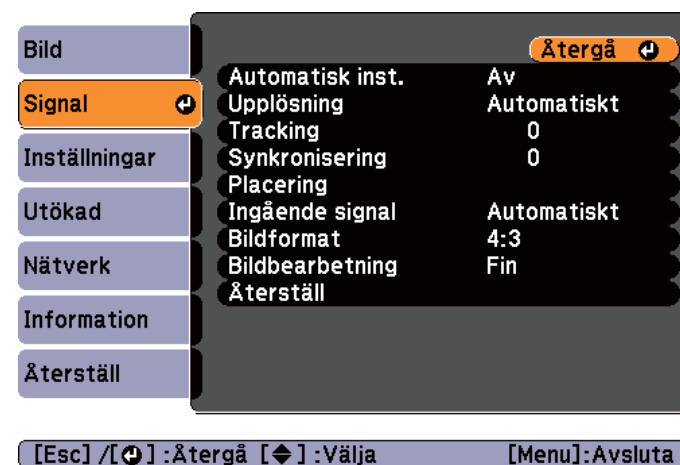 Bild
Signal
Inställningar
Utökad
Nätverk
Information
Återställ
Återgå
Automatisk inst. Av
Upplösning Automatiskt
Tracking 0
Synkronisering 0
Placering
Ingående signal Automatiskt
Bildformat 4:3
Bildbearbetning Fin
Återställ
[Esc] /[⏎] :Återgå [◆] :Välja [Menu]:Avsluta